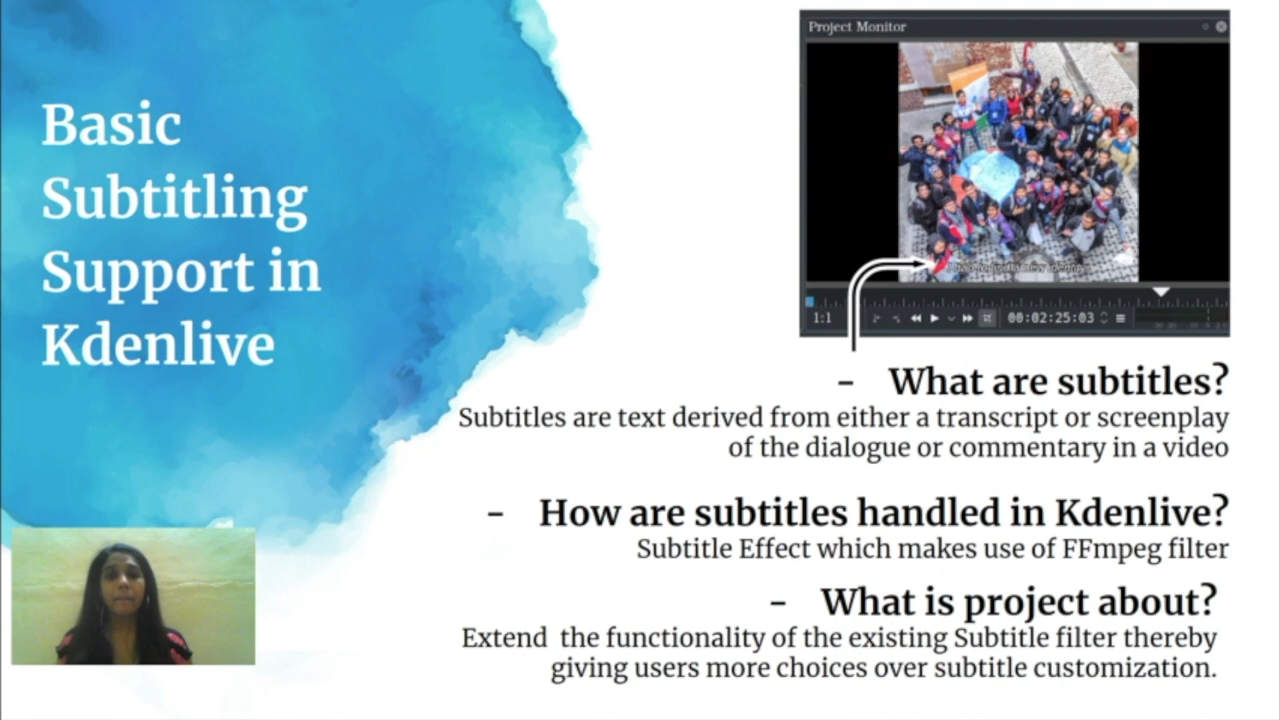 Basic
Subtitling
Support in
Kdenlive
Project Monitor
1:1
00:02:25:03
- What are subtitles?
Subtitles are text derived from either a transcript or screenplay
of the dialogue or commentary in a video
- How are subtitles handled in Kdenlive?
Subtitle Effect which makes use of FFmpeg filter
- What is project about?
Extend the functionality of the existing Subtitle filter thereby
giving users more choices over subtitle customization.